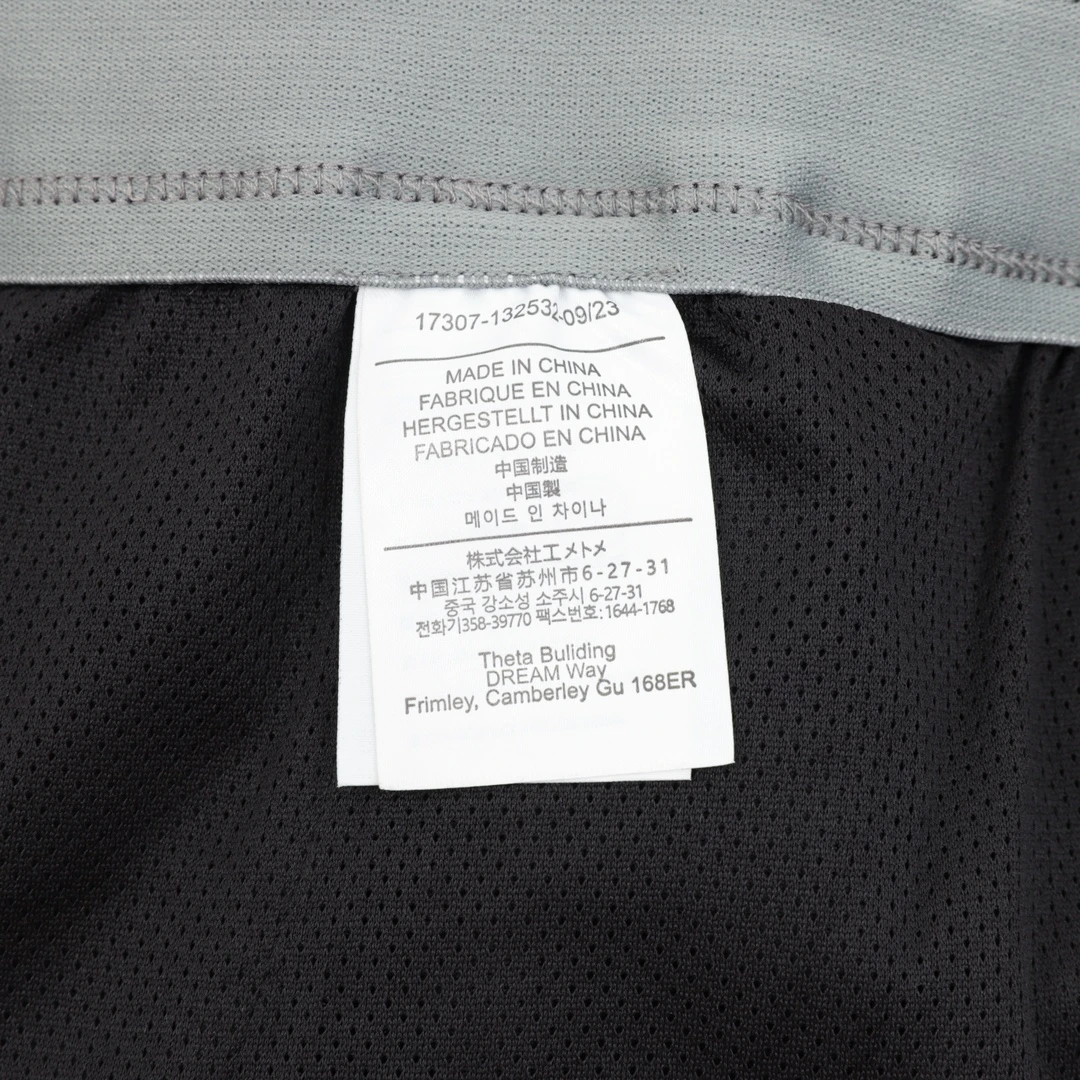 17307-132532-09/23
MADE IN CHINA
FABRIQUE EN CHINA
HERGESTELLT IN CHINA
FABRICADO EN CHINA
中国制造
中国製
메이드 인 차이나
株式会社工メトメ
中国江苏省苏州市6-27-31
중국 강소성 소주시 6-27-31
전화기358-39770 팩스번호: 1644-1768
Theta Buliding
DREAM Way
Frimley, Camberley Gu 168ER